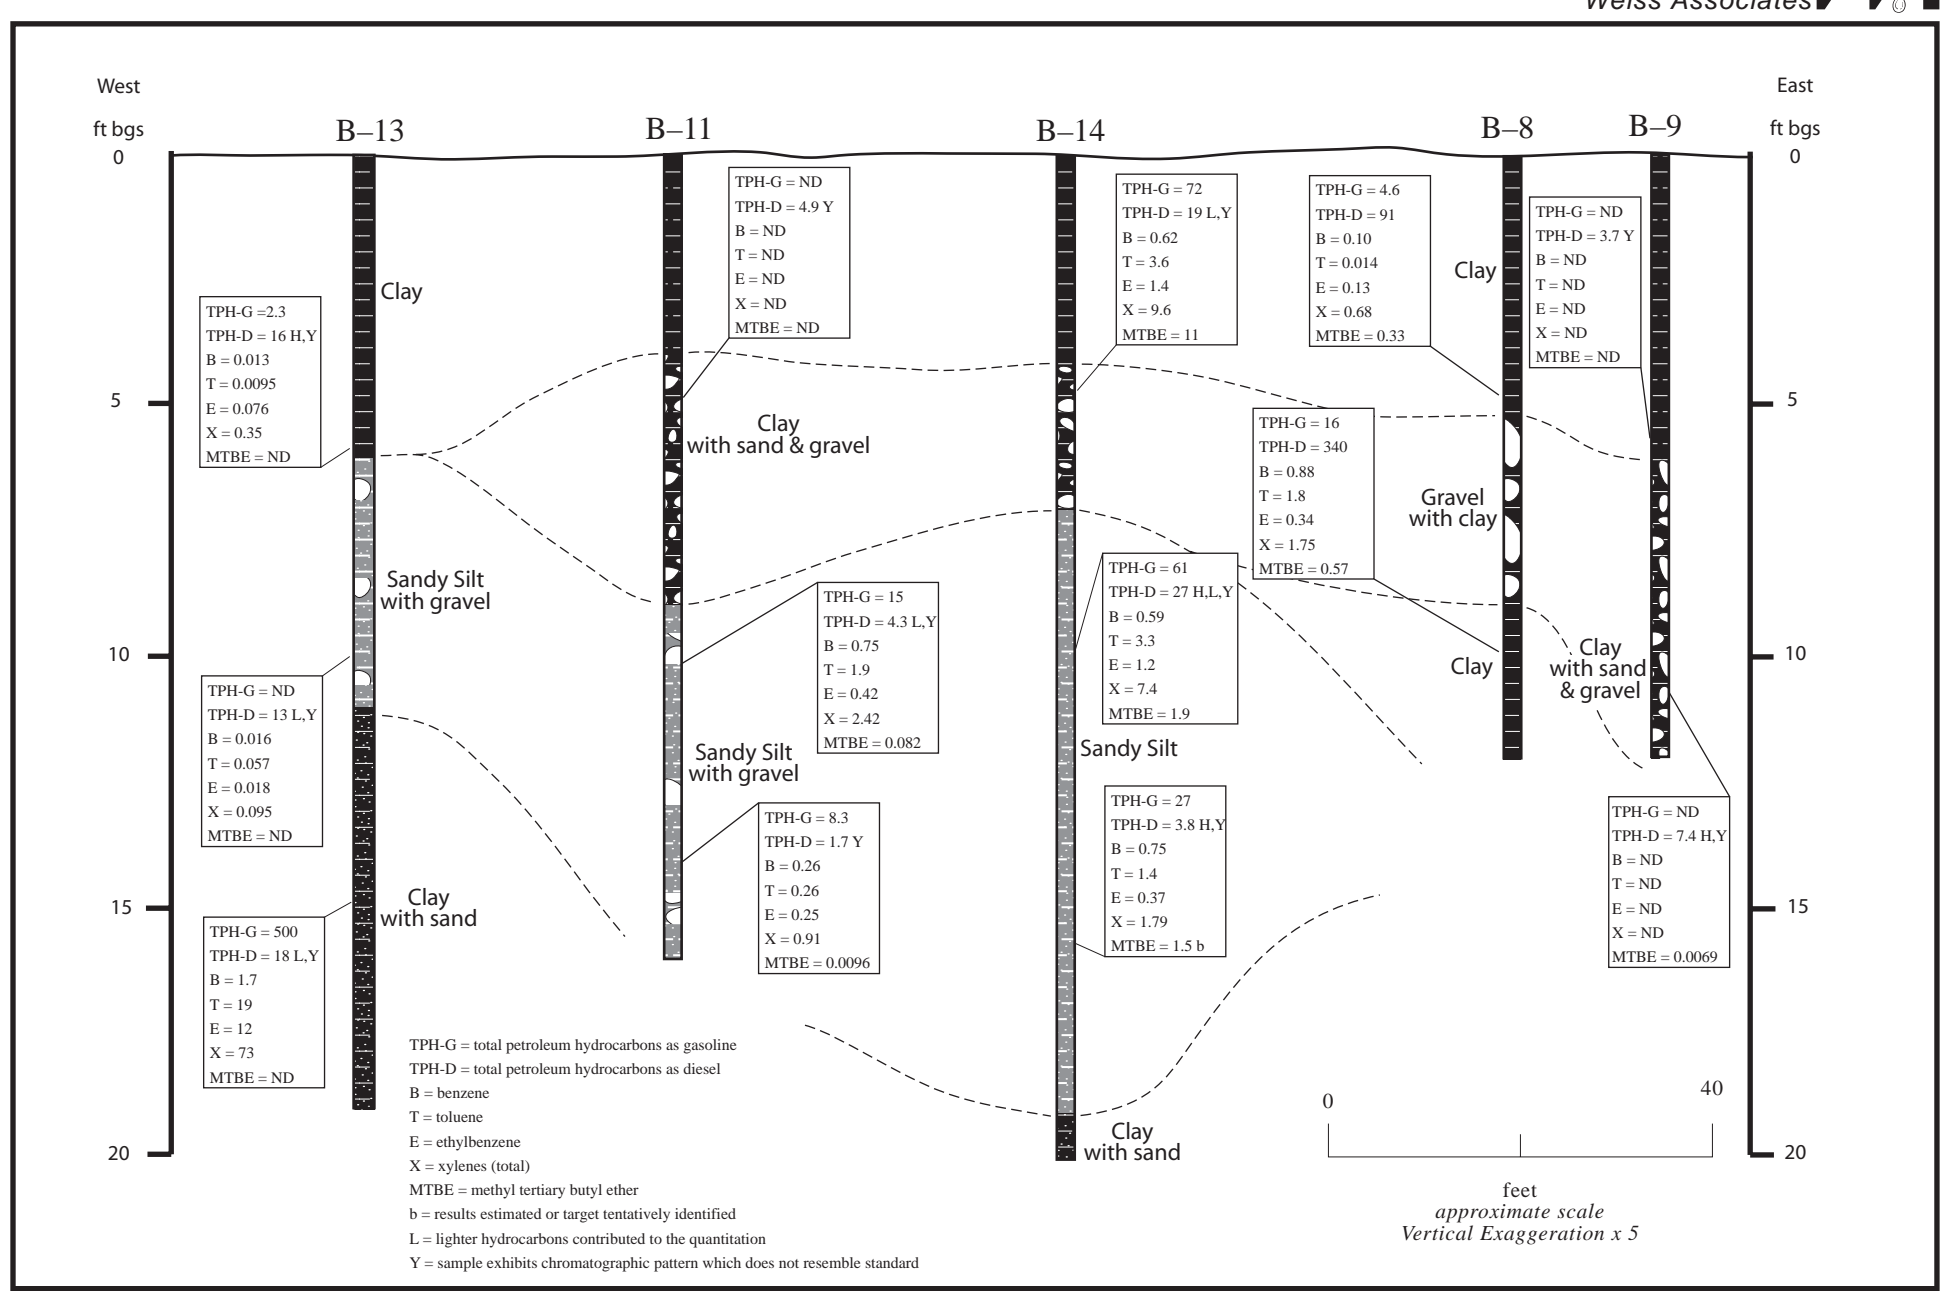 Weiss Associates
West
East
ft bgs
B–13
B–11
B–14
B–8
B–9
ft bgs
0
0
5
5
10
10
15
15
20
20
TPH-G =2.3
TPH-D = 16 H,Y
B = 0.013
T = 0.0095
E = 0.076
X = 0.35
MTBE = ND
TPH-G = ND
TPH-D = 13 L,Y
B = 0.016
T = 0.057
E = 0.018
X = 0.095
MTBE = ND
TPH-G = 500
TPH-D = 18 L,Y
B = 1.7
T = 19
E = 12
X = 73
MTBE = ND
Clay
Sandy Silt
with gravel
Clay
with sand
TPH-G = ND
TPH-D = 4.9 Y
B = ND
T = ND
E = ND
X = ND
MTBE = ND
Clay
with sand & gravel
TPH-G = 15
TPH-D = 4.3 L,Y
B = 0.75
T = 1.9
E = 0.42
X = 2.42
MTBE = 0.082
Sandy Silt
with gravel
TPH-G = 8.3
TPH-D = 1.7 Y
B = 0.26
T = 0.26
E = 0.25
X = 0.91
MTBE = 0.0096
TPH-G = 72
TPH-D = 19 L,Y
B = 0.62
T = 3.6
E = 1.4
X = 9.6
MTBE = 11
TPH-G = 61
TPH-D = 27 H,L,Y
B = 0.59
T = 3.3
E = 1.2
X = 7.4
MTBE = 1.9
Sandy Silt
TPH-G = 27
TPH-D = 3.8 H,Y
B = 0.75
T = 1.4
E = 0.37
X = 1.79
MTBE = 1.5 b
Clay
with sand
TPH-G = 4.6
TPH-D = 91
B = 0.10
T = 0.014
E = 0.13
X = 0.68
MTBE = 0.33
Clay
TPH-G = 16
TPH-D = 340
B = 0.88
T = 1.8
E = 0.34
X = 1.75
MTBE = 0.57
Gravel
with clay
Clay
TPH-G = ND
TPH-D = 3.7 Y
B = ND
T = ND
E = ND
X = ND
MTBE = ND
Clay
with sand
& gravel
TPH-G = ND
TPH-D = 7.4 H,Y
B = ND
T = ND
E = ND
X = ND
MTBE = 0.0069
TPH-G = total petroleum hydrocarbons as gasoline
TPH-D = total petroleum hydrocarbons as diesel
B = benzene
T = toluene
E = ethylbenzene
X = xylenes (total)
MTBE = methyl tertiary butyl ether
b = results estimated or target tentatively identified
L = lighter hydrocarbons contributed to the quantitation
Y = sample exhibits chromatographic pattern which does not resemble standard
0
40
feet
approximate scale
Vertical Exaggeration x 5